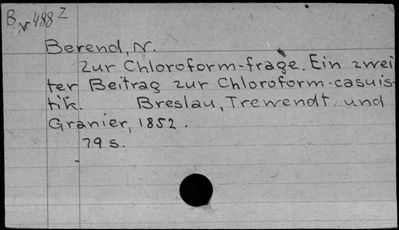 B.
488 Z
Berend, N.
Zur Chloroform-frage. Ein zwei
ter Beitrag zur Chloroform-casuis-
tik. Breslau, Trewendt und
Granier, 1852.
79 s.